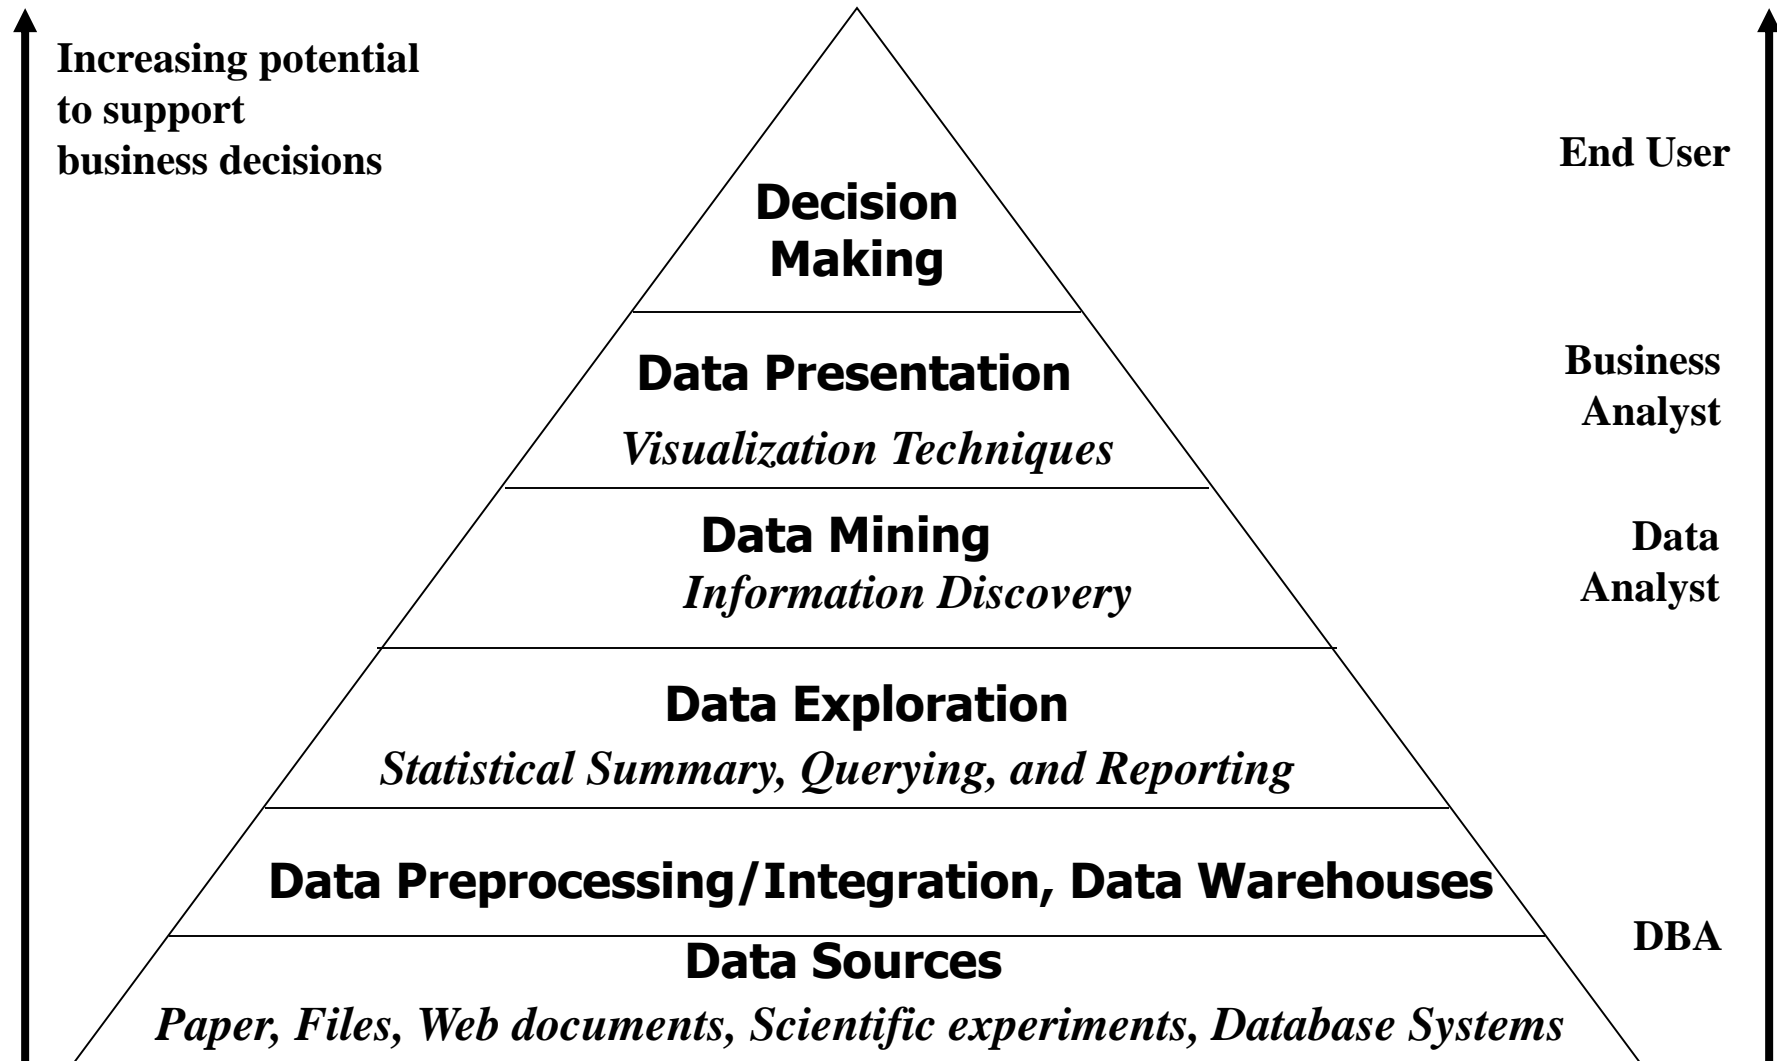 Increasing potential
to support
business decisions
End User
Decision
Making
Data Presentation
Visualization Techniques
Business
Analyst
Data Mining
Information Discovery
Data
Analyst
Data Exploration
Statistical Summary, Querying, and Reporting
Data Preprocessing/Integration, Data Warehouses
DBA
Data Sources
Paper, Files, Web documents, Scientific experiments, Database Systems